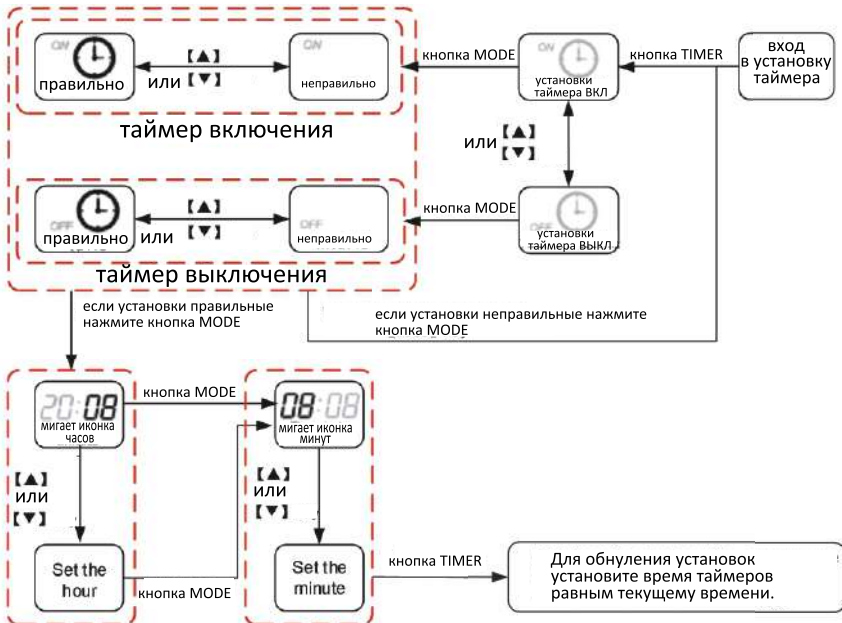 ON
правильно
【▲】
или 【▼】
ON
неправильно
кнопка MODE
ON
установки
таймера ВКЛ
кнопка TIMER
вход
в установку
таймера
таймер включения
или 【▲】
【▼】
OFF
правильно
【▲】
или 【▼】
OFF
неправильно
кнопка MODE
OFF
установки
таймера ВЫКЛ
таймер выключения
если установки правильные
нажмите кнопка MODE
если установки неправильные нажмите
кнопка MODE
20:08
мигает иконка
часов
кнопка MODE
08:08
мигает иконка
минут
【▲】
или
【▼】
【▲】
или
【▼】
Set the
hour
кнопка MODE
Set the
minute
кнопка TIMER
Для обнуления установок
установите время таймеров
равным текущему времени.